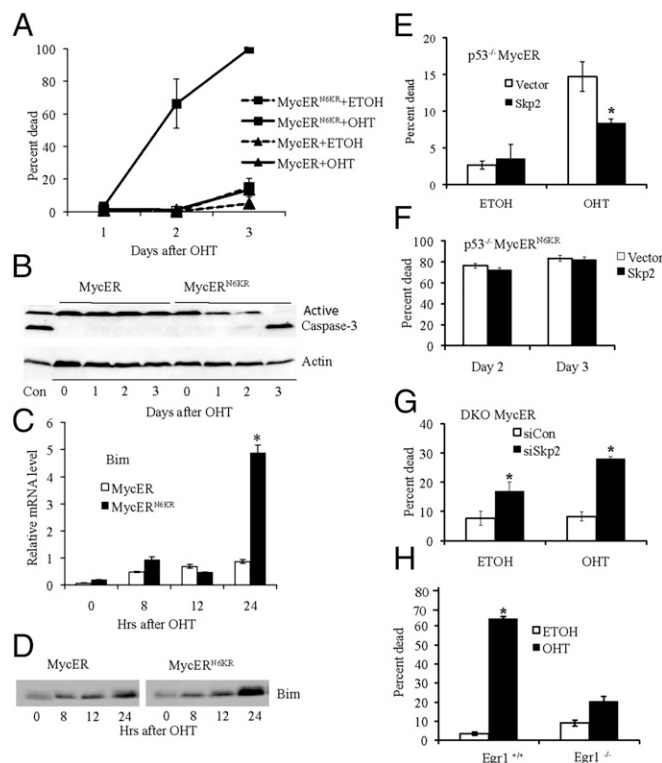 A
Percent dead
100
80
60
40
20
0
MycER^N6KR+ETOH
MycER^N6KR+OHT
MycER+ETOH
MycER+OHT
1 2 3
Days after OHT
B
MycER MycER^N6KR
Active
Caspase-3
Actin
Con 0 1 2 3 0 1 2 3
Days after OHT
C
Relative mRNA level
6
5
4
3
2
1
0
Bim
MycER
MycER^N6KR
*
0 8 12 24
Hrs after OHT
D
MycER MycER^N6KR
Bim
0 8 12 24 0 8 12 24
Hrs after OHT
E
p53-/- MycER
Percent dead
20
15
10
5
0
Vector
Skp2
*
ETOH OHT
F
p53-/- MycER^N6KR
Percent dead
100
80
60
40
20
0
Vector
Skp2
Day 2 Day 3
G
DKO MycER
Percent dead
40
30
20
10
0
siCon
siSkp2
*
*
ETOH OHT
H
Percent dead
80
70
60
50
40
30
20
10
0
*
ETOH
OHT
Egr1 +/+ Egr1 -/-